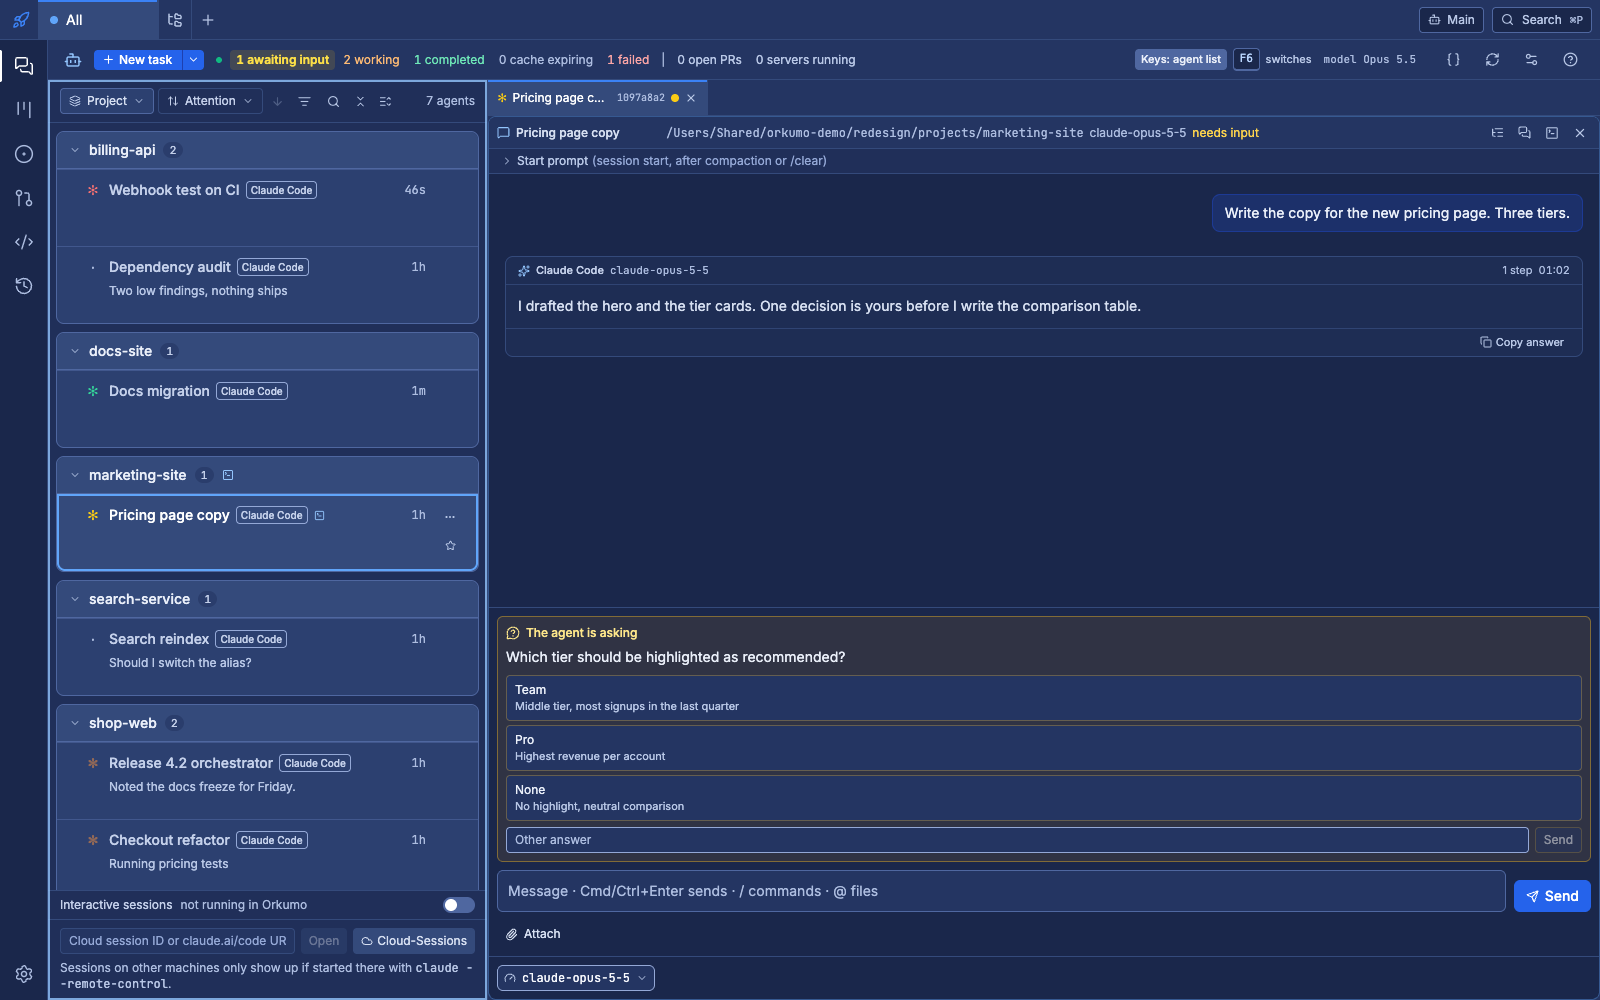 All
Main
Search ⌘P
New task
1 awaiting input
2 working
1 completed
0 cache expiring
1 failed
0 open PRs
0 servers running
Keys: agent list
F6
switches
model Opus 5.5
Project
Attention
7 agents
billing-api 2
Webhook test on CI Claude Code 46s
Dependency audit Claude Code 1h
Two low findings, nothing ships
docs-site 1
Docs migration Claude Code 1m
marketing-site 1
Pricing page copy Claude Code 1h
search-service 1
Search reindex Claude Code 1h
Should I switch the alias?
shop-web 2
Release 4.2 orchestrator Claude Code 1h
Noted the docs freeze for Friday.
Checkout refactor Claude Code 1h
Running pricing tests
Interactive sessions not running in Orkumo
Cloud session ID or claude.ai/code UR
Open
Cloud-Sessions
Sessions on other machines only show up if started there with claude -
-remote-control.
Pricing page c... 1097a8a2
Pricing page copy /Users/Shared/orkumo-demo/redesign/projects/marketing-site claude-opus-5-5 needs input
Start prompt (session start, after compaction or /clear)
Write the copy for the new pricing page. Three tiers.
Claude Code claude-opus-5-5 1 step 01:02
I drafted the hero and the tier cards. One decision is yours before I write the comparison table.
Copy answer
The agent is asking
Which tier should be highlighted as recommended?
Team
Middle tier, most signups in the last quarter
Pro
Highest revenue per account
None
No highlight, neutral comparison
Other answer
Send
Message · Cmd/Ctrl+Enter sends · / commands · @ files
Send
Attach
claude-opus-5-5